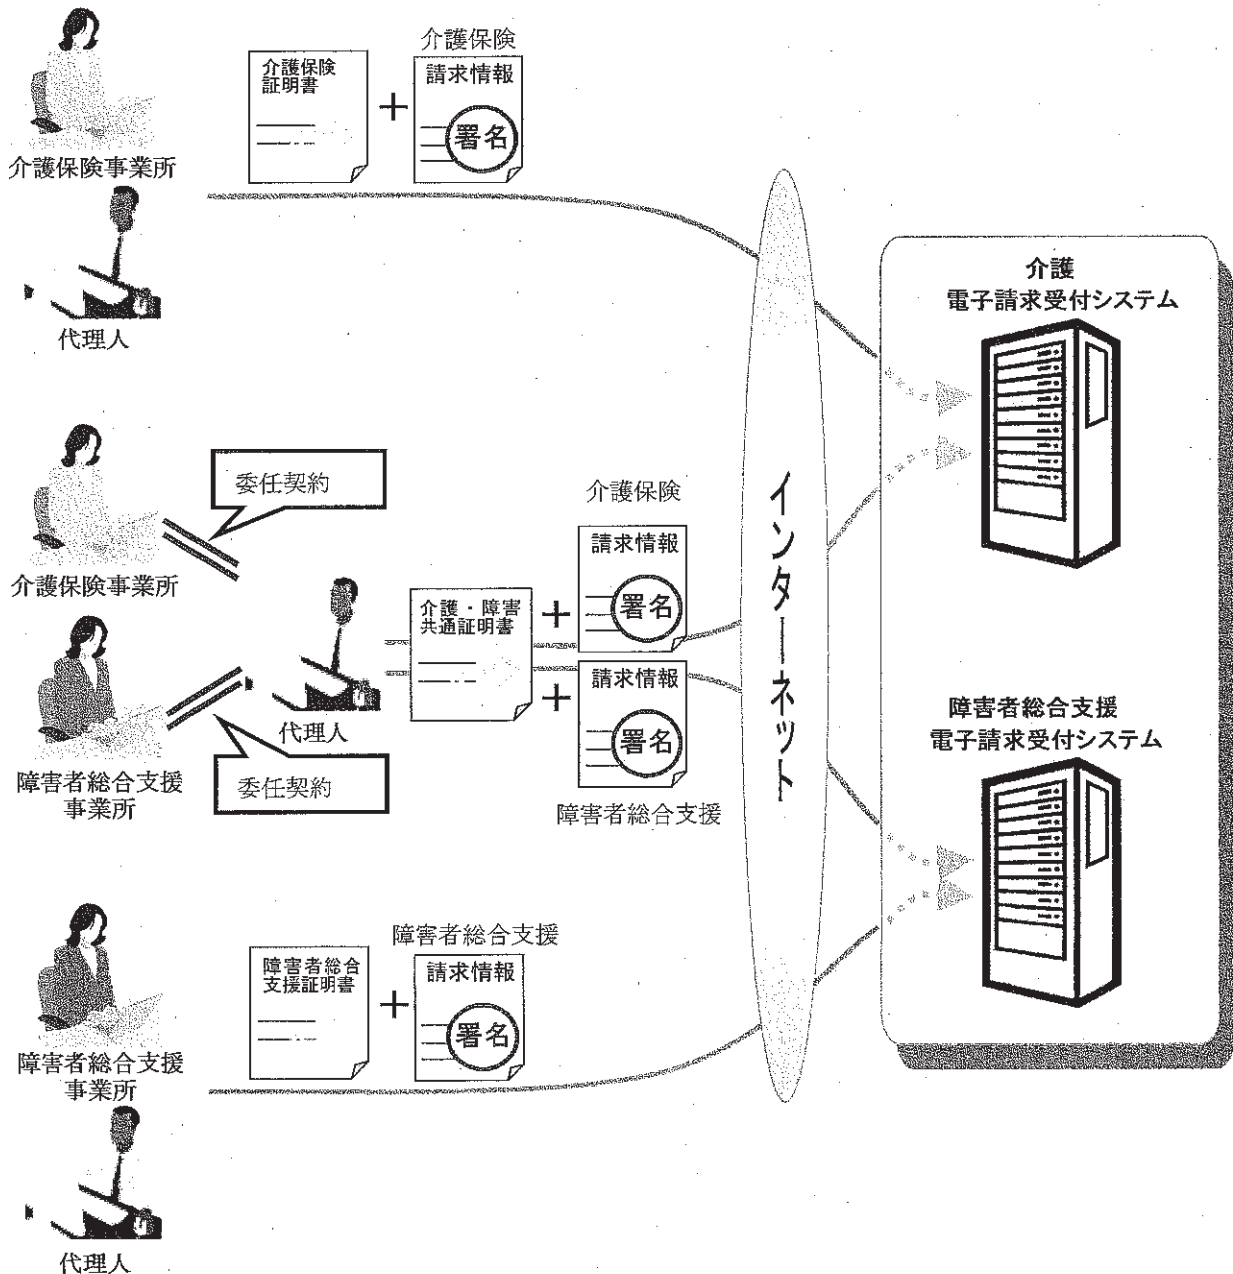 介護保険事業所
代理人
介護保険
証明書
+
介護保険
請求情報
署名
介護保険事業所
委任契約
障害者総合支援
事業所
委任契約
代理人
介護・障害
共通証明書
+
介護保険
請求情報
署名
+
請求情報
署名
障害者総合支援
障害者総合支援
事業所
代理人
障害者総合
支援証明書
+
障害者総合支援
請求情報
署名
インターネット
介護
電子請求受付システム
障害者総合支援
電子請求受付システム